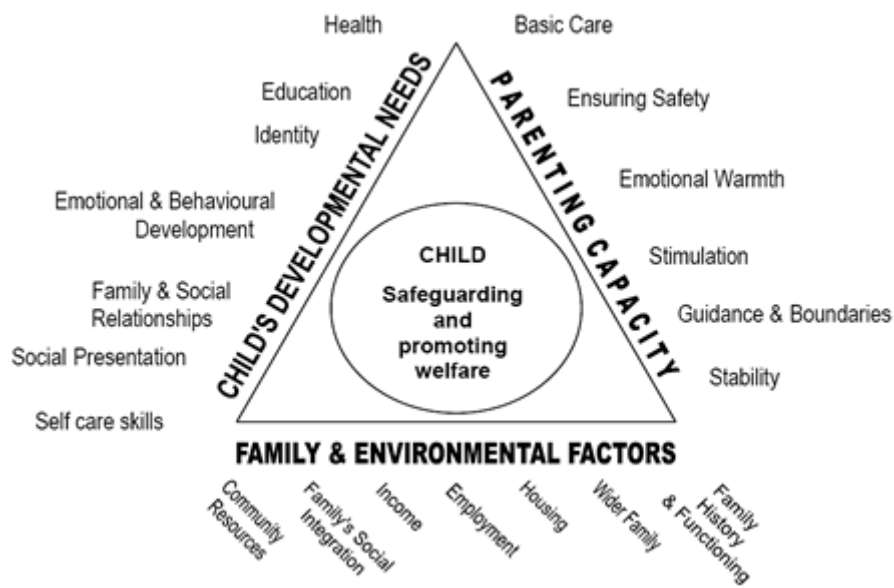 Health
Education
Identity
Emotional & Behavioural
Development
Family & Social
Relationships
Social Presentation
Self care skills
CHILD'S DEVELOPMENTAL NEEDS
Basic Care
Ensuring Safety
Emotional Warmth
Stimulation
Guidance & Boundaries
Stability
PARENTING CAPACITY
CHILD
Safeguarding
and
promoting
welfare
FAMILY & ENVIRONMENTAL FACTORS
Community
Resources
Family's Social
Integration
Income
Employment
Housing
Wider Family
Family
History
& Functioning